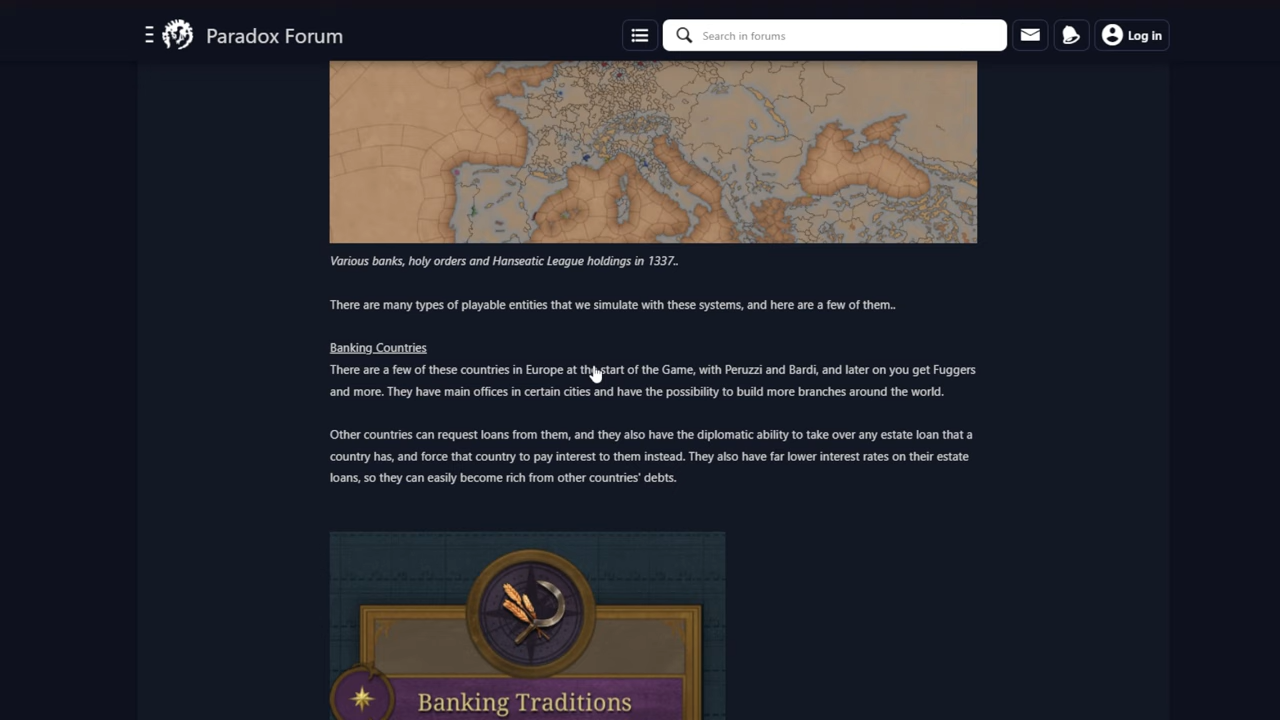 Paradox Forum
Search in forums
Log in
Various banks, holy orders and Hanseatic League holdings in 1337..
There are many types of playable entities that we simulate with these systems, and here are a few of them..
Banking Countries
There are a few of these countries in Europe at the start of the Game, with Peruzzi and Bardi, and later on you get Fuggers
and more. They have main offices in certain cities and have the possibility to build more branches around the world.
Other countries can request loans from them, and they also have the diplomatic ability to take over any estate loan that a
country has, and force that country to pay interest to them instead. They also have far lower interest rates on their estate
loans, so they can easily become rich from other countries' debts.
Banking Traditions